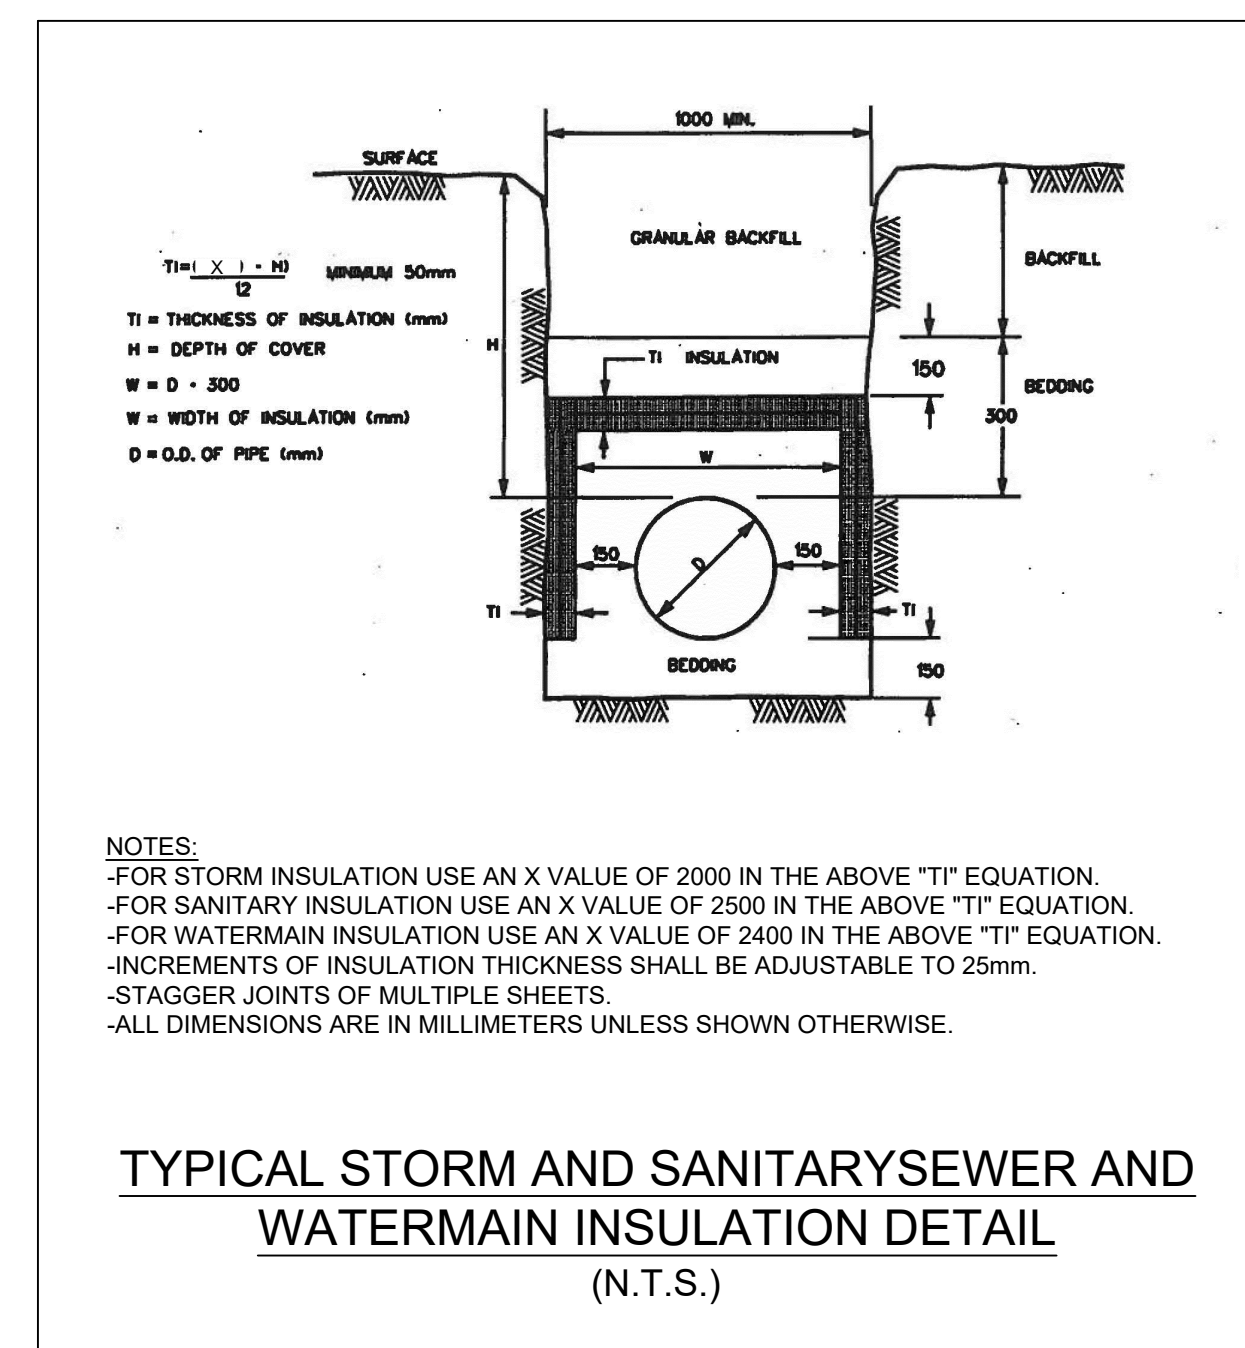 1000 MIN.
SURFACE
GRANULAR BACKFILL
BACKFILL
TI=( X ) - H)
12
MINIMUM 50mm
TI = THICKNESS OF INSULATION (mm)
H = DEPTH OF COVER
W = D + 300
W = WIDTH OF INSULATION (mm)
D = O.D. OF PIPE (mm)
H
TI INSULATION
150
BEDDING
300
W
150
D
150
TI
TI
BEDDING
150
NOTES:
-FOR STORM INSULATION USE AN X VALUE OF 2000 IN THE ABOVE "TI" EQUATION.
-FOR SANITARY INSULATION USE AN X VALUE OF 2500 IN THE ABOVE "TI" EQUATION.
-FOR WATERMAIN INSULATION USE AN X VALUE OF 2400 IN THE ABOVE "TI" EQUATION.
-INCREMENTS OF INSULATION THICKNESS SHALL BE ADJUSTABLE TO 25mm.
-STAGGER JOINTS OF MULTIPLE SHEETS.
-ALL DIMENSIONS ARE IN MILLIMETERS UNLESS SHOWN OTHERWISE.
TYPICAL STORM AND SANITARYSEWER AND
WATERMAIN INSULATION DETAIL
(N.T.S.)